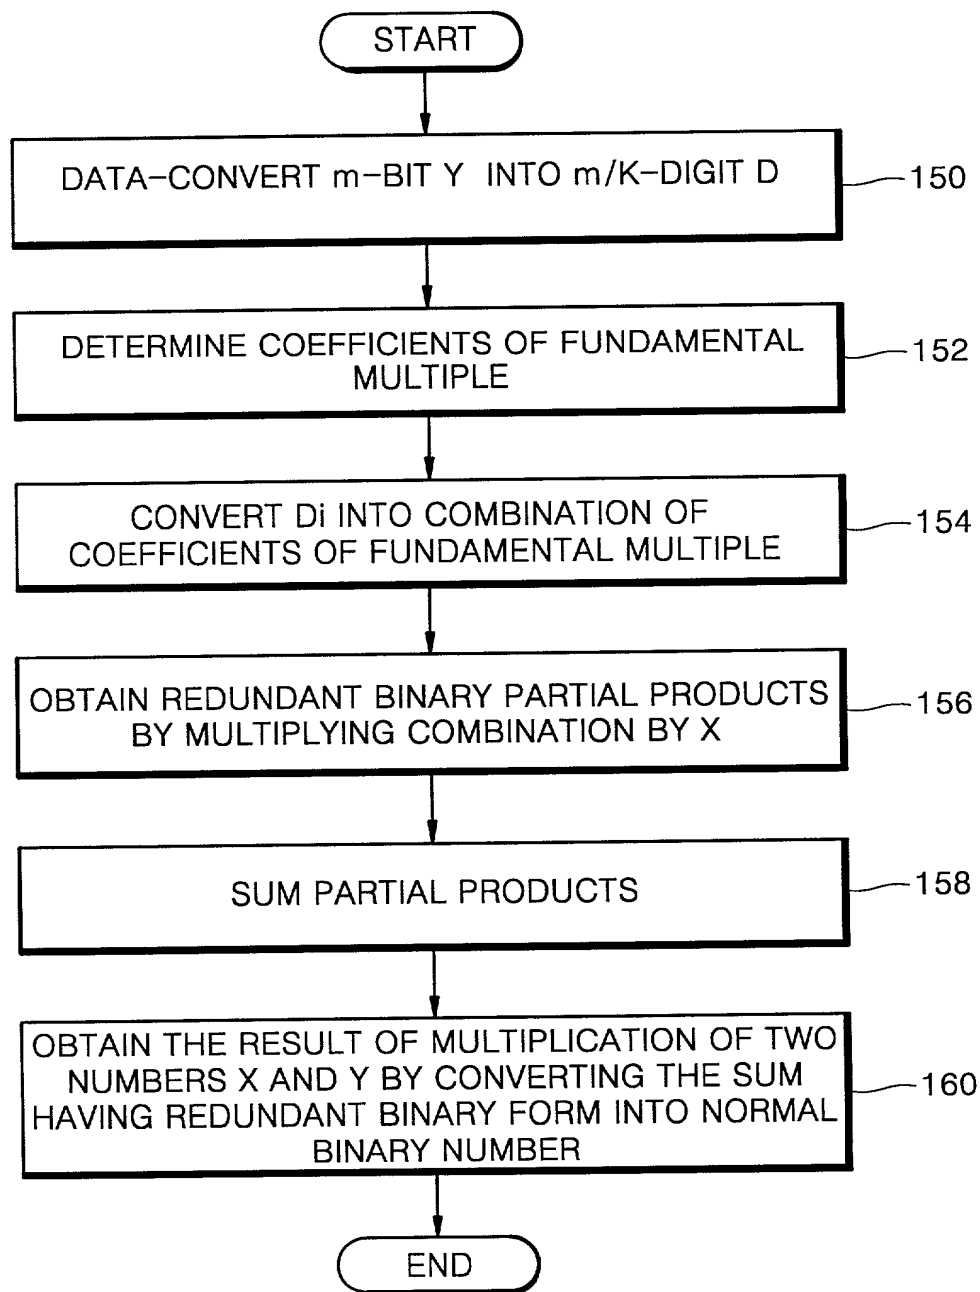 START
DATA-CONVERT m-BIT Y INTO m/K-DIGIT D
150
DETERMINE COEFFICIENTS OF FUNDAMENTAL
MULTIPLE
152
CONVERT Di INTO COMBINATION OF
COEFFICIENTS OF FUNDAMENTAL MULTIPLE
154
OBTAIN REDUNDANT BINARY PARTIAL PRODUCTS
BY MULTIPLYING COMBINATION BY X
156
SUM PARTIAL PRODUCTS
158
OBTAIN THE RESULT OF MULTIPLICATION OF TWO
NUMBERS X AND Y BY CONVERTING THE SUM
HAVING REDUNDANT BINARY FORM INTO NORMAL
BINARY NUMBER
160
END